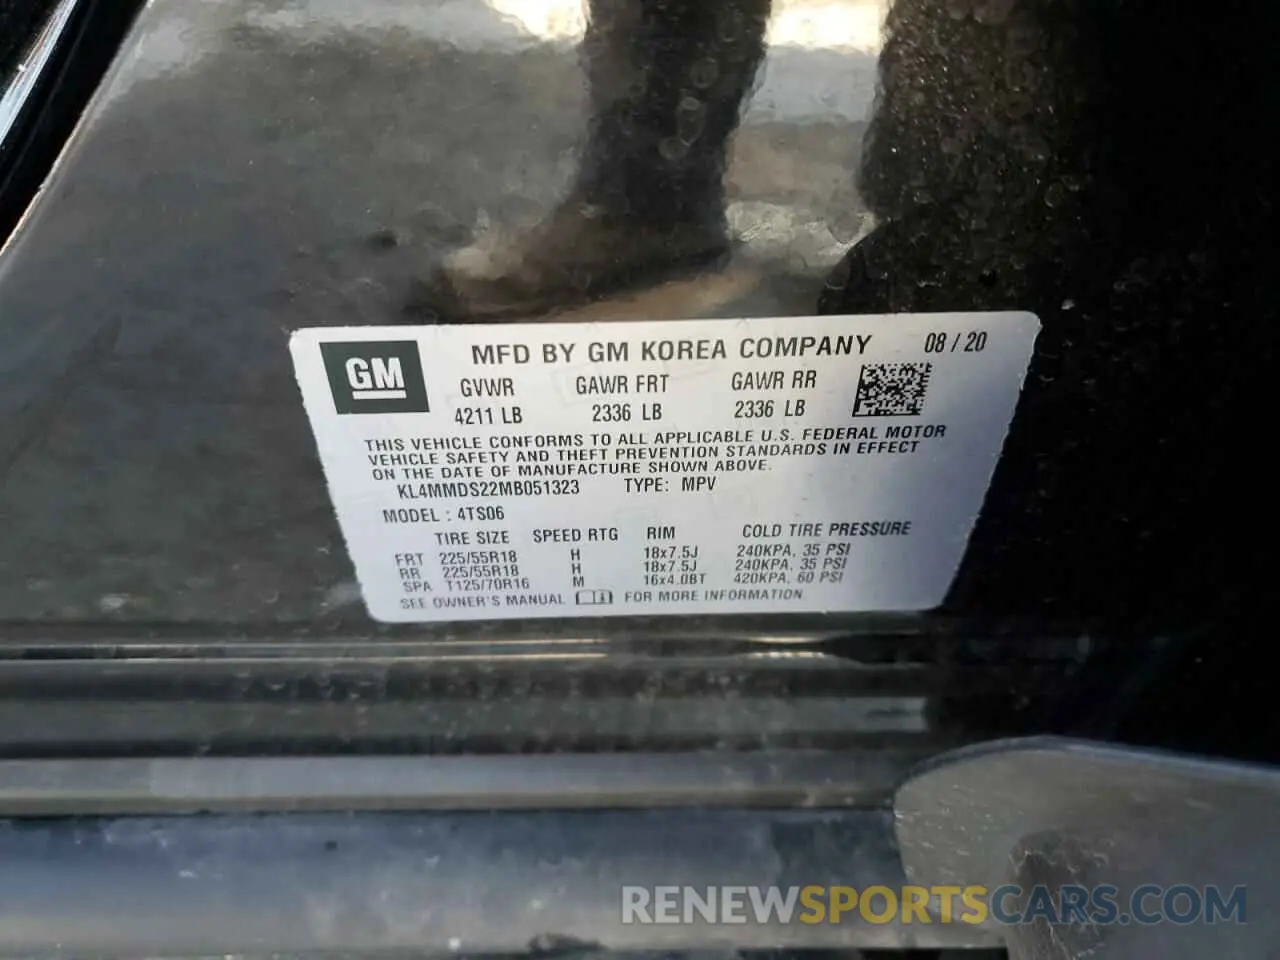 GM
MFD BY GM KOREA COMPANY 08 / 20
GVWR GAWR FRT GAWR RR
4211 LB 2336 LB 2336 LB
THIS VEHICLE CONFORMS TO ALL APPLICABLE U.S. FEDERAL MOTOR
VEHICLE SAFETY AND THEFT PREVENTION STANDARDS IN EFFECT
ON THE DATE OF MANUFACTURE SHOWN ABOVE.
KL4MMDS22MB051323 TYPE: MPV
MODEL : 4TS06
TIRE SIZE SPEED RTG RIM COLD TIRE PRESSURE
FRT 225/55R18 H 18x7.5J 240KPA, 35 PSI
RR 225/55R18 H 18x7.5J 240KPA, 35 PSI
SPA T125/70R16 M 16x4.0BT 420KPA, 60 PSI
SEE OWNER'S MANUAL FOR MORE INFORMATION
RENEWSPORTSCARS.COM